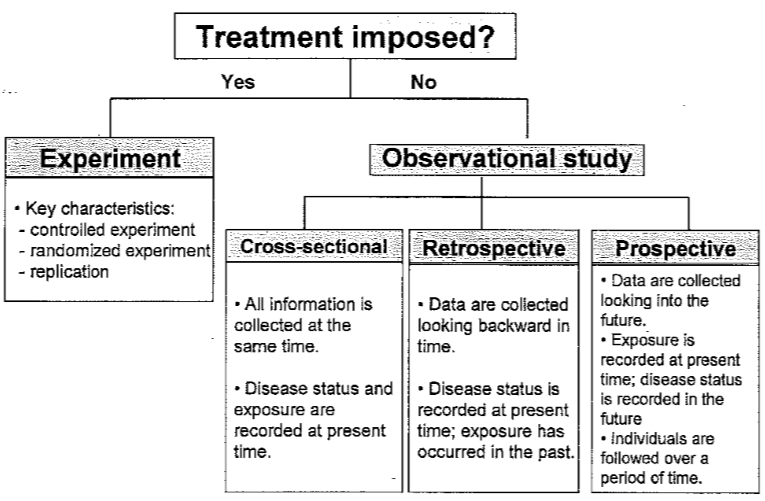 Treatment imposed?
Yes
No
Experiment
• Key characteristics:
- controlled experiment
- randomized experiment
- replication
Observational study
Cross-sectional
• All information is
collected at the
same time.
• Disease status and
exposure are
recorded at present
time.
Retrospective
• Data are collected
looking backward in
time.
• Disease status is
recorded at present
time; exposure has
occurred in the past.
Prospective
• Data are collected
looking into the
future.
• Exposure is
recorded at present
time; disease status
is recorded in the
future
• Individuals are
followed over a
period of time.